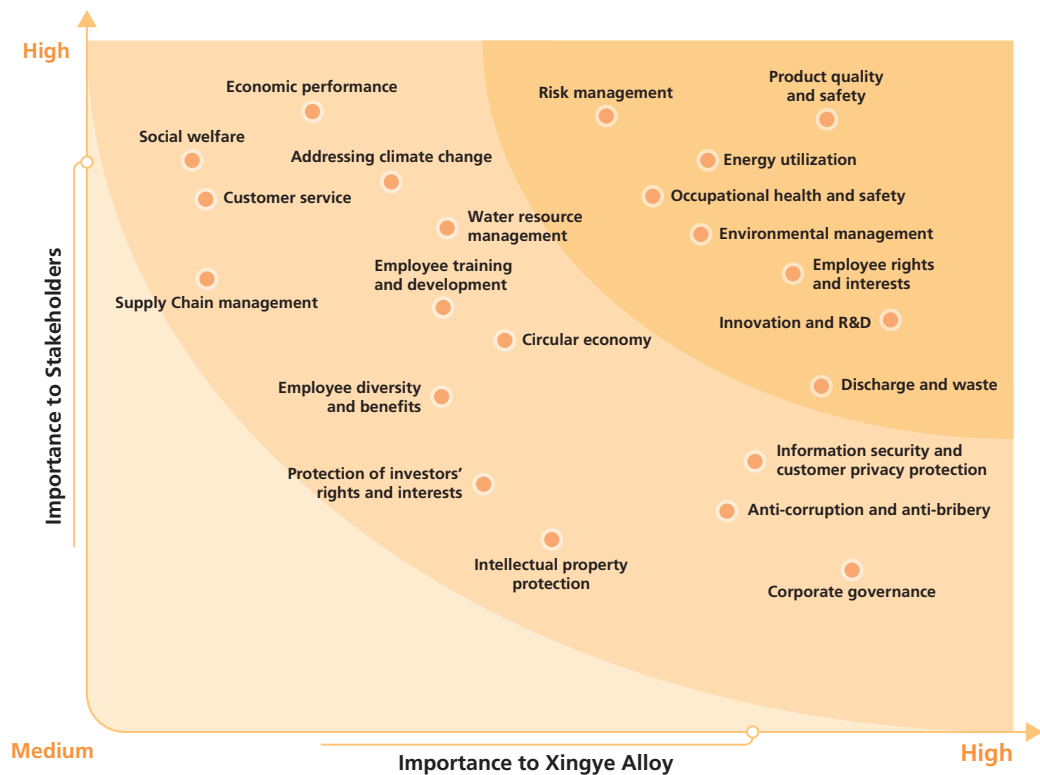 High
Economic performance
Risk management
Product quality
and safety
Social welfare
Addressing climate change
Energy utilization
Customer service
Occupational health and safety
Water resource
management
Environmental management
Employee training
and development
Employee rights
and interests
Supply Chain management
Innovation and R&D
Circular economy
Employee diversity
and benefits
Discharge and waste
Information security and
customer privacy protection
Protection of investors’
rights and interests
Anti-corruption and anti-bribery
Intellectual property
protection
Corporate governance
Importance to Stakeholders
Medium
Importance to Xingye Alloy
High